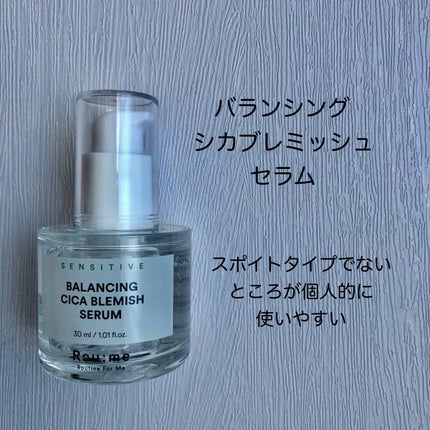 バランシング
シカブレミッシュ
セラム
スポイトタイプでない
ところが個人的に
使いやすい
SENSITIVE
BALANCING
CICA BLEMISH
SERUM
30 ml / 1.01 fl.oz.
Rou:me
Routine For Me